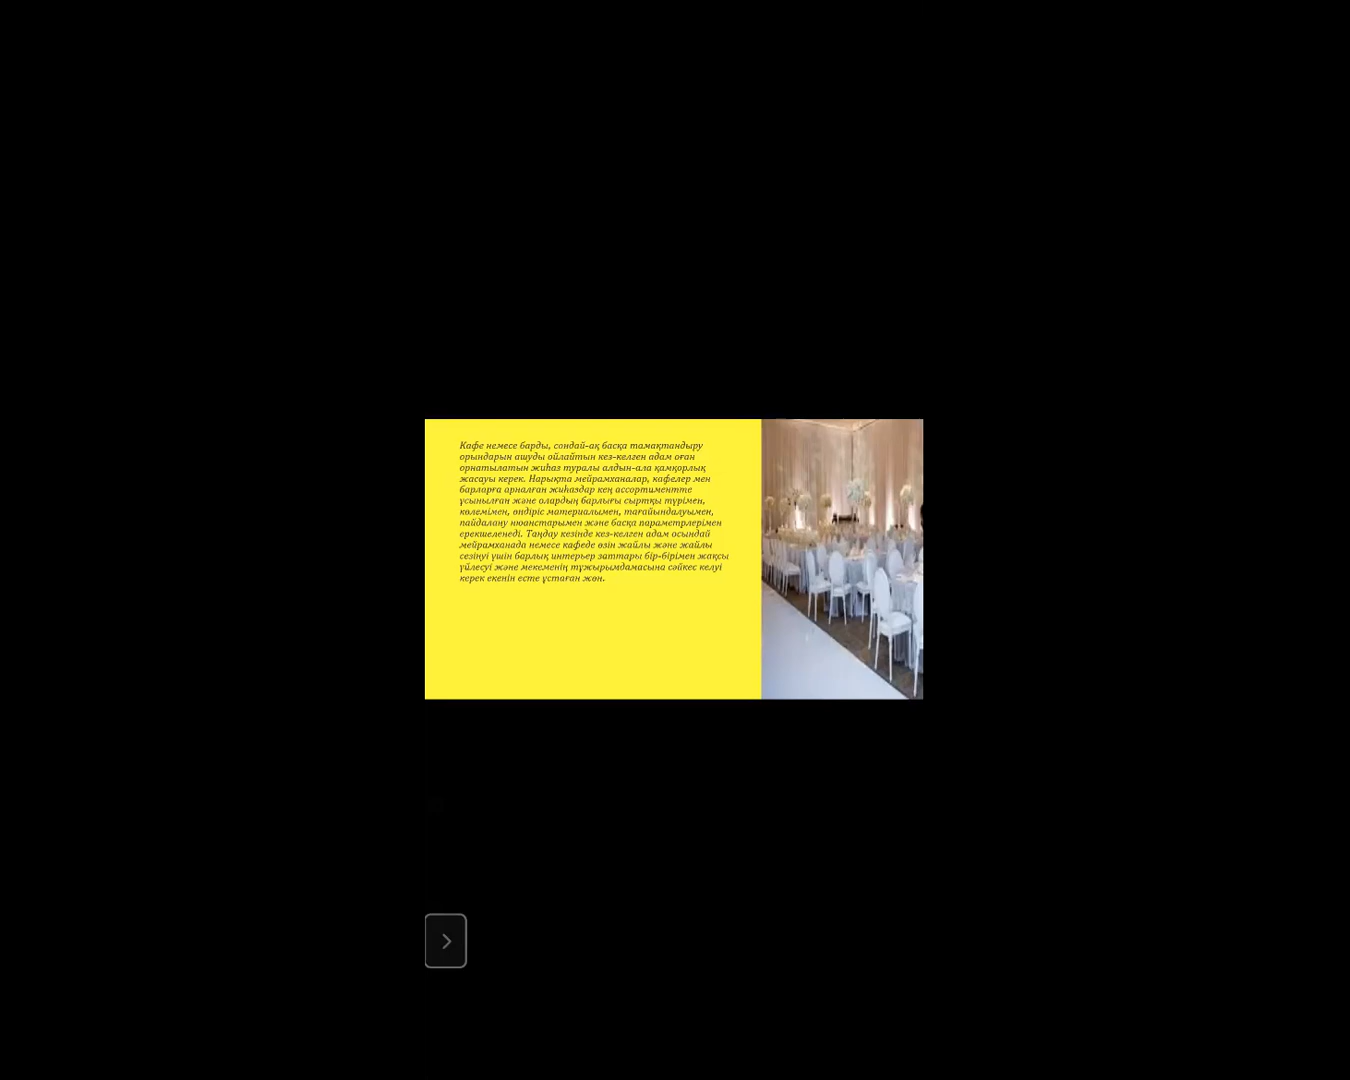 Кафе немесе барды, сондай-ақ басқа тамақтандыру
орындарын ашуды ойлайтын кез-келген адам оған
орнатылатын жиһаз туралы алдын-ала қамқорлық
жасауы керек. Нарықта мейрамханалар, кафелер мен
барларға арналған жиһаздар кең ассортиментте
ұсынылған және олардың барлығы сыртқы түрімен,
көлемімен, өндіріс материалымен, тағайындалуымен,
пайдалану нюанстарымен және басқа параметрлерімен
ерекшеленеді. Таңдау кезінде кез-келген адам осындай
мейрамханада немесе кафеде өзін жайлы және жайлы
сезінуі үшін барлық интерьер заттары бір-бірімен жақсы
үйлесуі және мекеменің тұжырымдамасына сәйкес келуі
керек екенін есте ұстаған жөн.